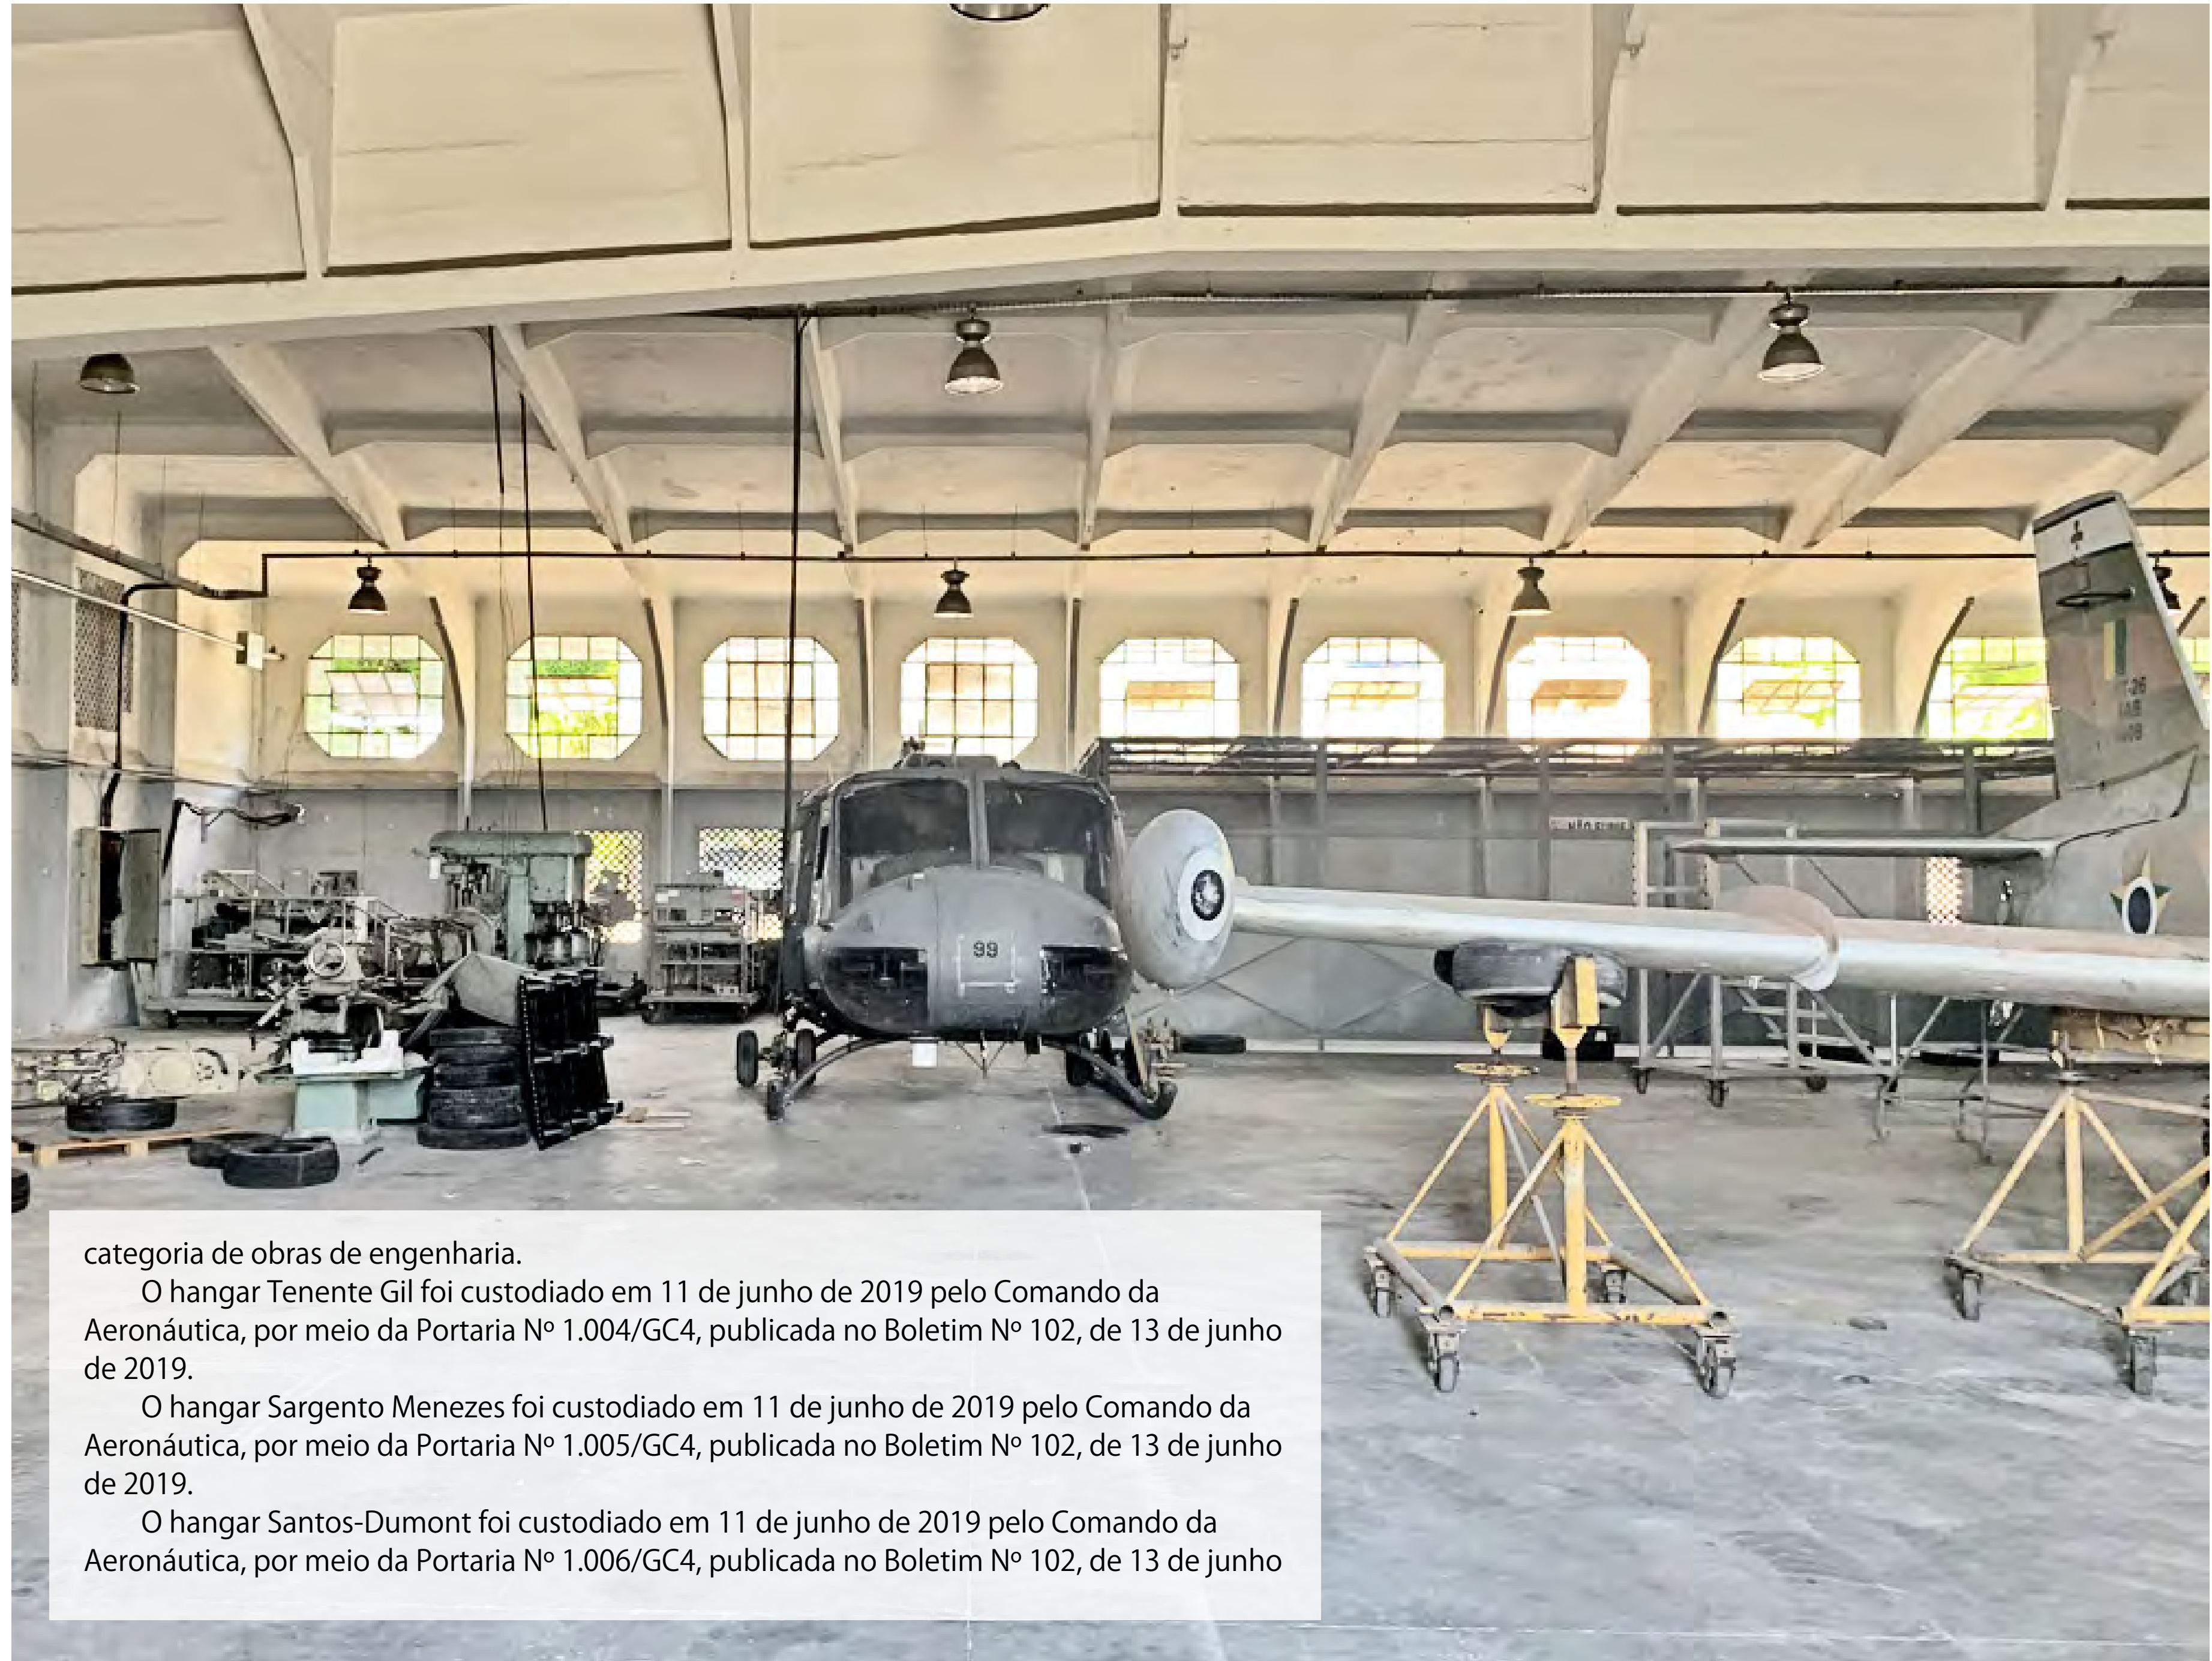 99
categoria de obras de engenharia.
O hangar Tenente Gil foi custodiado em 11 de junho de 2019 pelo Comando da
Aeronáutica, por meio da Portaria Nº 1.004/GC4, publicada no Boletim Nº 102, de 13 de junho
de 2019.
O hangar Sargento Menezes foi custodiado em 11 de junho de 2019 pelo Comando da
Aeronáutica, por meio da Portaria Nº 1.005/GC4, publicada no Boletim Nº 102, de 13 de junho
de 2019.
O hangar Santos-Dumont foi custodiado em 11 de junho de 2019 pelo Comando da
Aeronáutica, por meio da Portaria Nº 1.006/GC4, publicada no Boletim Nº 102, de 13 de junho